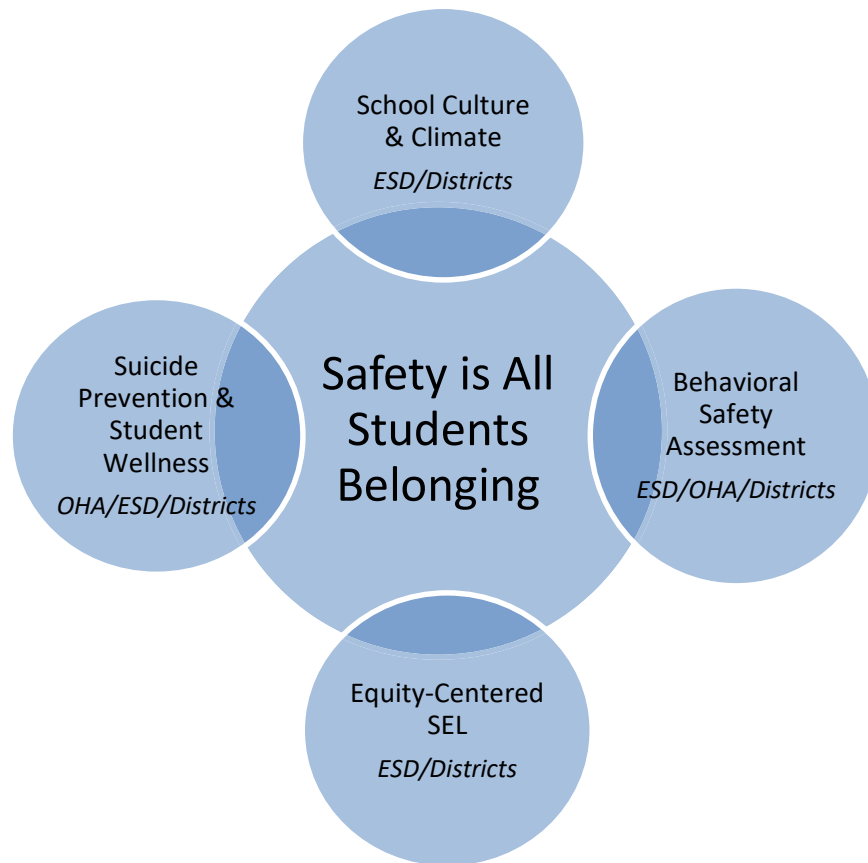 School Culture
& Climate
ESD/Districts
Suicide
Prevention &
Student
Wellness
OHA/ESD/Districts
Safety is All
Students
Belonging
Behavioral
Safety
Assessment
ESD/OHA/Districts
Equity-Centered
SEL
ESD/Districts